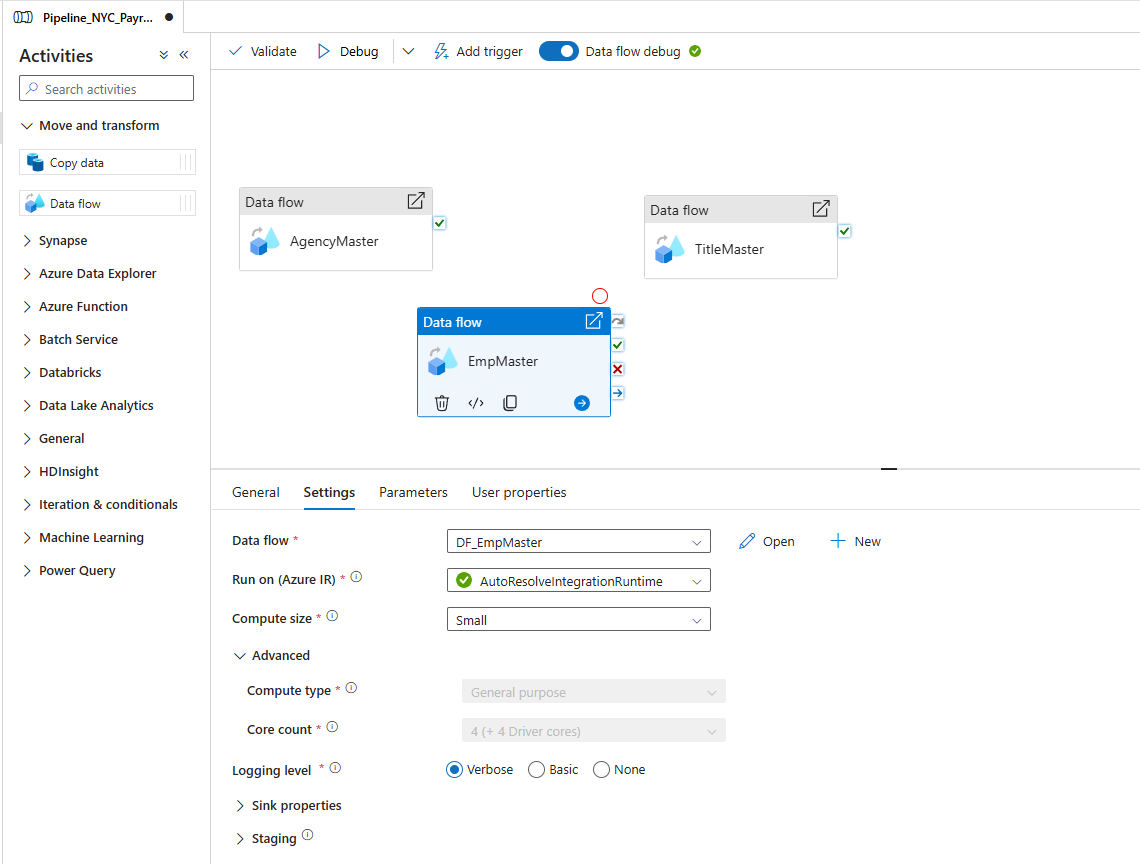 Pipeline_NYC_Payr...
Activities
Validate Debug Add trigger Data flow debug
Search activities
Move and transform
Copy data
Data flow
Synapse
Azure Data Explorer
Azure Function
Batch Service
Databricks
Data Lake Analytics
General
HDInsight
Iteration & conditionals
Machine Learning
Power Query
Data flow
AgencyMaster
Data flow
TitleMaster
Data flow
EmpMaster
General Settings Parameters User properties
Data flow * DF_EmpMaster Open New
Run on (Azure IR) * AutoResolveIntegrationRuntime
Compute size * Small
Advanced
Compute type * General purpose
Core count * 4 (+ 4 Driver cores)
Logging level * Verbose Basic None
Sink properties
Staging